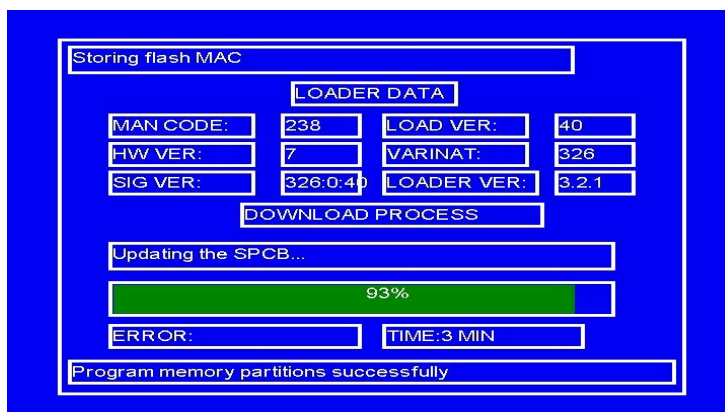 Storing flash MAC
LOADER DATA
MAN CODE: 238 LOAD VER: 40
HW VER: 7 VARINAT: 326
SIG VER: 326:0:40 LOADER VER: 3.2.1
DOWNLOAD PROCESS
Updating the SPCB...
93%
ERROR: TIME:3 MIN
Program memory partitions successfully